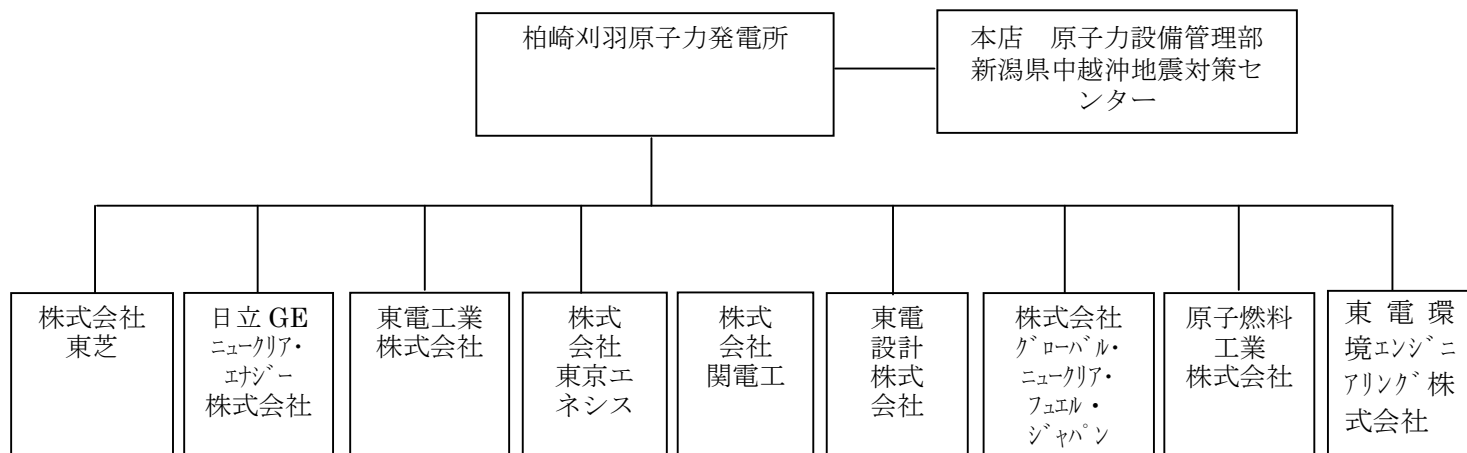 柏崎刈羽原子力発電所
本店　原子力設備管理部
新潟県中越沖地震対策セ
ンター
株式会社
東芝
日立 GE
ﾆｭｰｸﾘｱ・
ｴﾅｼﾞｰ
株式会社
東電工業
株式会社
株式
会社
東京エ
ネシス
株式
会社
関電工
東電
設計
株式
会社
株式会社
ｸﾞﾛｰﾊﾞﾙ・
ﾆｭｰｸﾘｱ・
ﾌｭｴﾙ・
ｼﾞｬﾊﾟﾝ
原子燃料
工業
株式会社
東 電 環
境ｴﾝｼﾞﾆ
ｱﾘﾝｸﾞ株
式会社